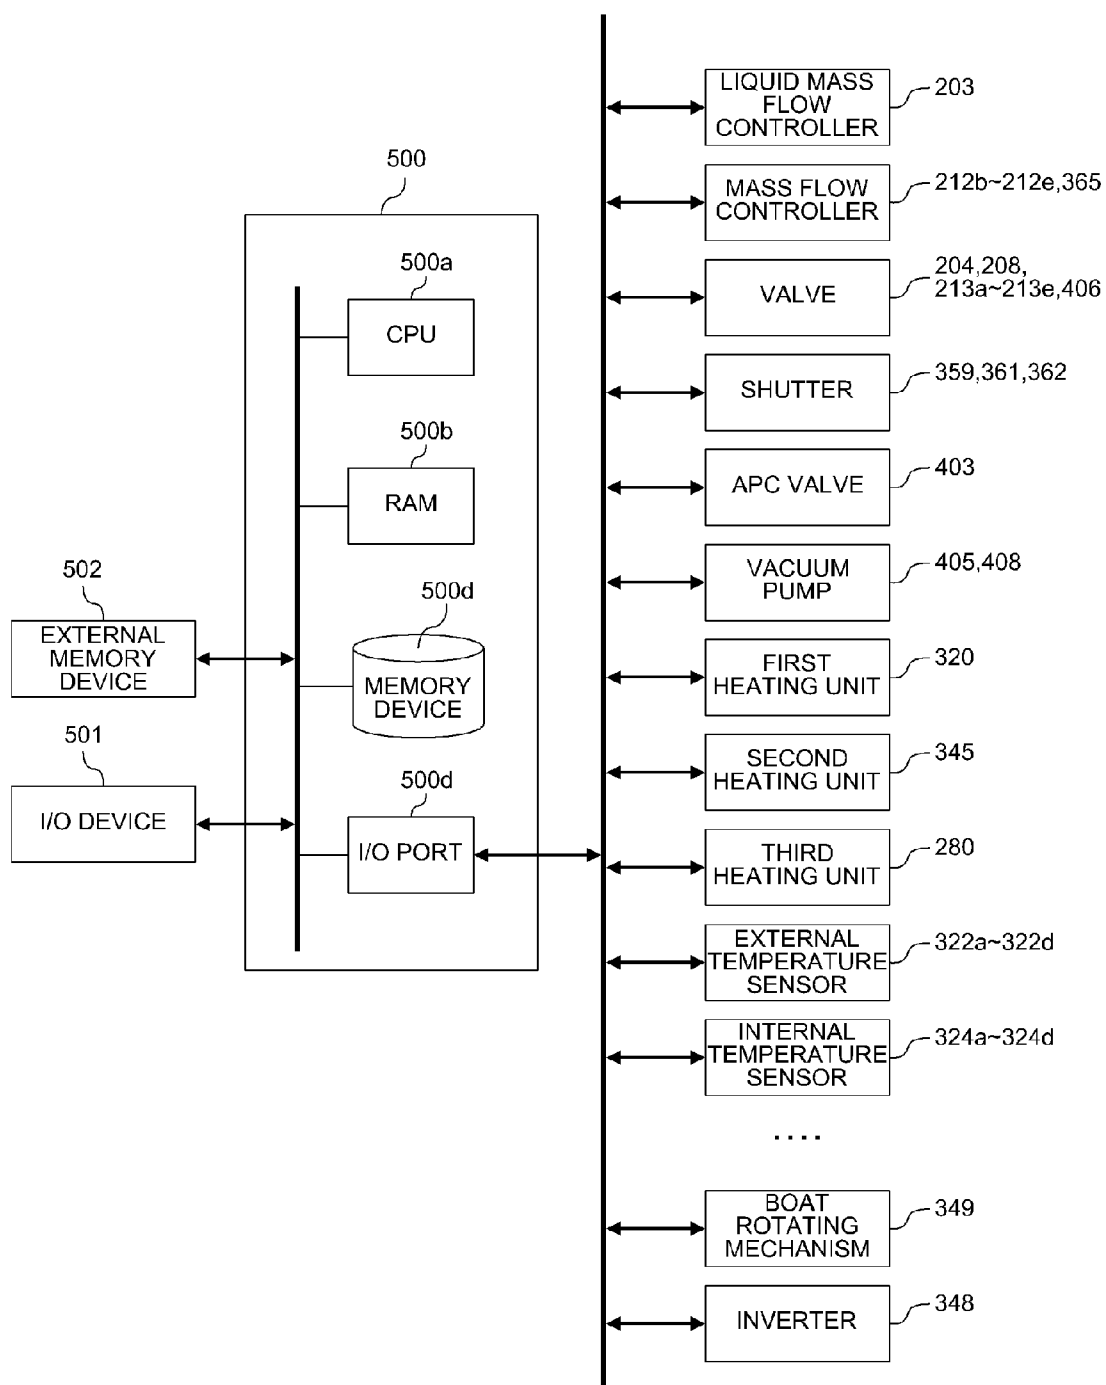 500
500a
CPU
500b
RAM
500d
MEMORY
DEVICE
500d
I/O PORT
502
EXTERNAL
MEMORY
DEVICE
501
I/O DEVICE
LIQUID MASS
FLOW
CONTROLLER
203
MASS FLOW
CONTROLLER
212b~212e,365
VALVE
204,208,
213a~213e,406
SHUTTER
359,361,362
APC VALVE
403
VACUUM
PUMP
405,408
FIRST
HEATING UNIT
320
SECOND
HEATING UNIT
345
THIRD
HEATING UNIT
280
EXTERNAL
TEMPERATURE
SENSOR
322a~322d
INTERNAL
TEMPERATURE
SENSOR
324a~324d
....
BOAT
ROTATING
MECHANISM
349
INVERTER
348